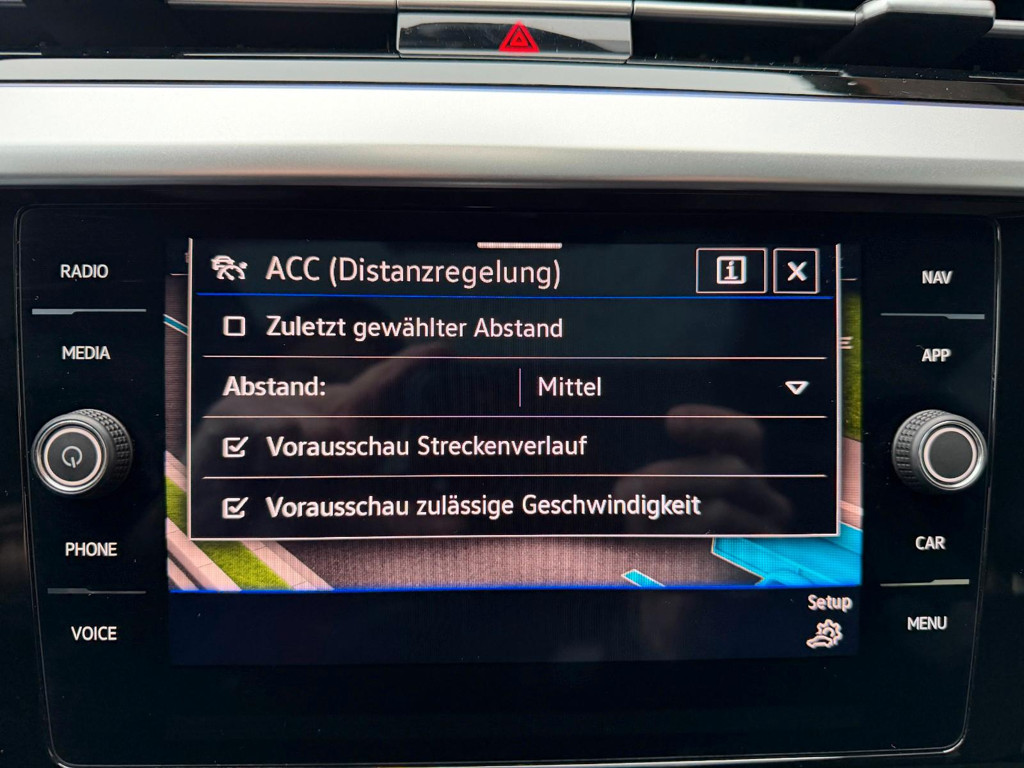 RADIO
MEDIA
PHONE
VOICE
ACC (Distanzregelung)
Zuletzt gewählter Abstand
Abstand: Mittel
Vorausschau Streckenverlauf
Vorausschau zulässige Geschwindigkeit
Setup
NAV
APP
CAR
MENU